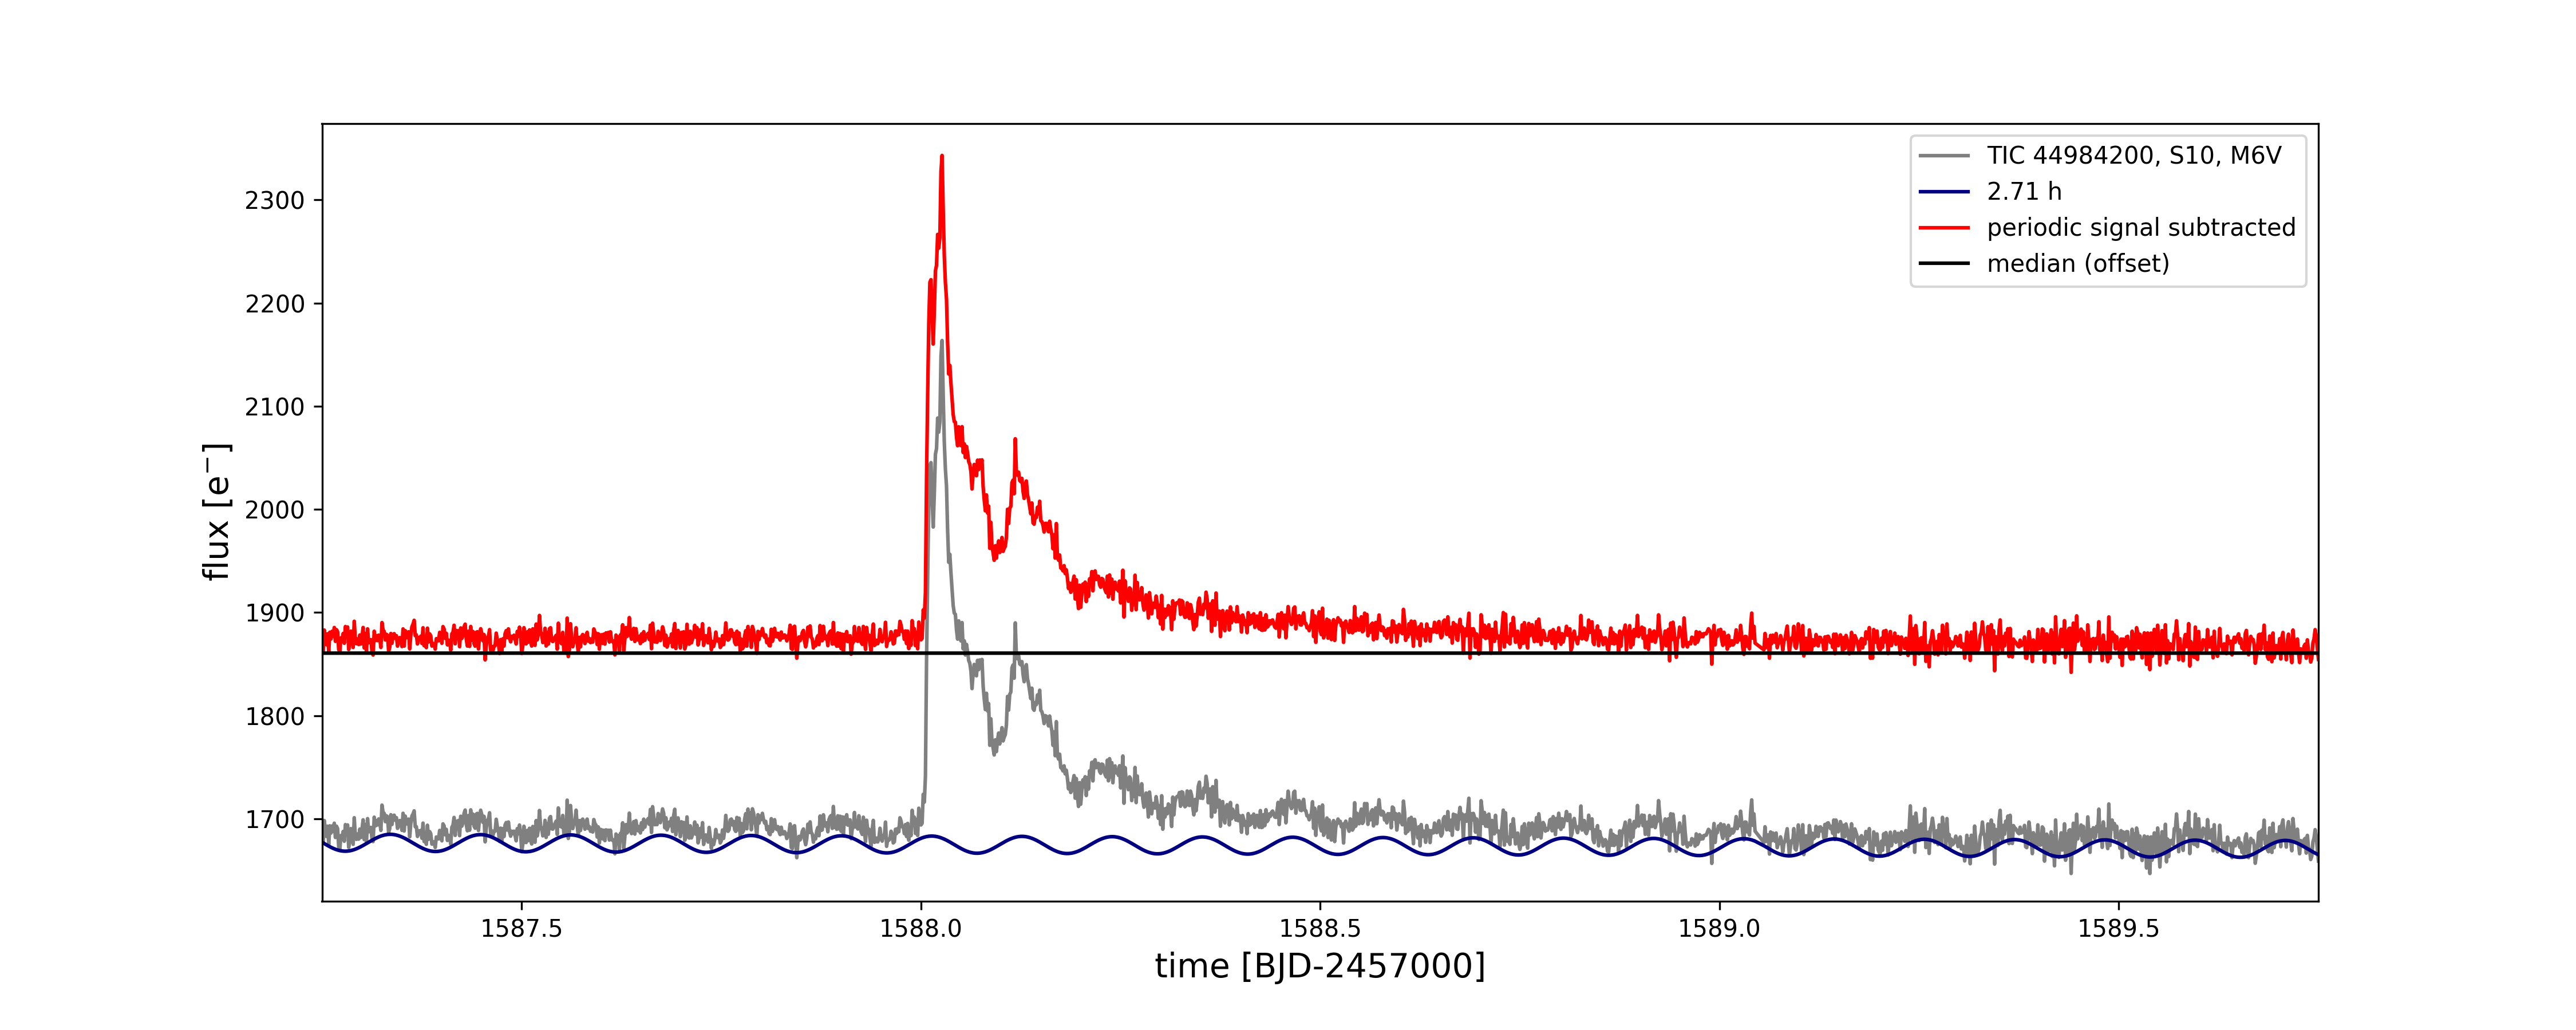 TIC 44984200, S10, M6V
2.71 h
periodic signal subtracted
median (offset)
flux [e⁻]
2300
2200
2100
2000
1900
1800
1700
1587.5 1588.0 1588.5 1589.0 1589.5
time [BJD-2457000]